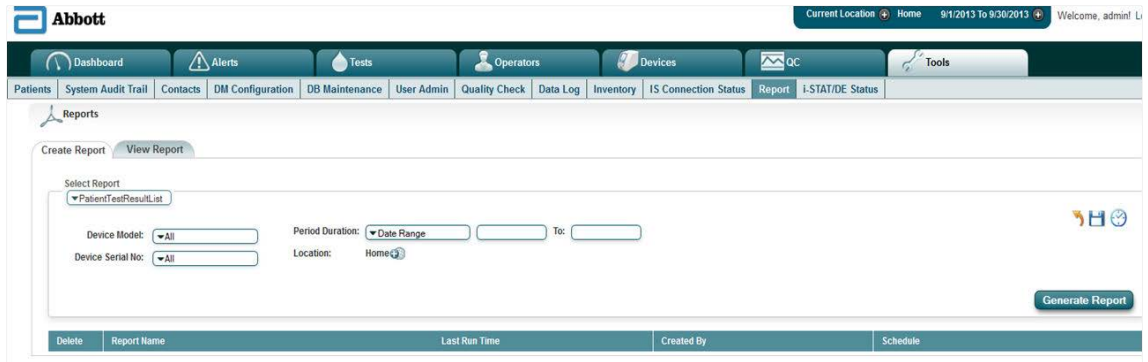 Abbott
Current Location Home 9/1/2013 To 9/30/2013 Welcome, admin!
Dashboard Alerts Tests Operators Devices QC Tools
Patients System Audit Trail Contacts DM Configuration DB Maintenance User Admin Quality Check Data Log Inventory IS Connection Status Report i-STAT/DE Status
Reports
Create Report View Report
Select Report
PatientTestResultList
Device Model: All Period Duration: Date Range To:
Device Serial No: All Location: Home
Generate Report
Delete Report Name Last Run Time Created By Schedule